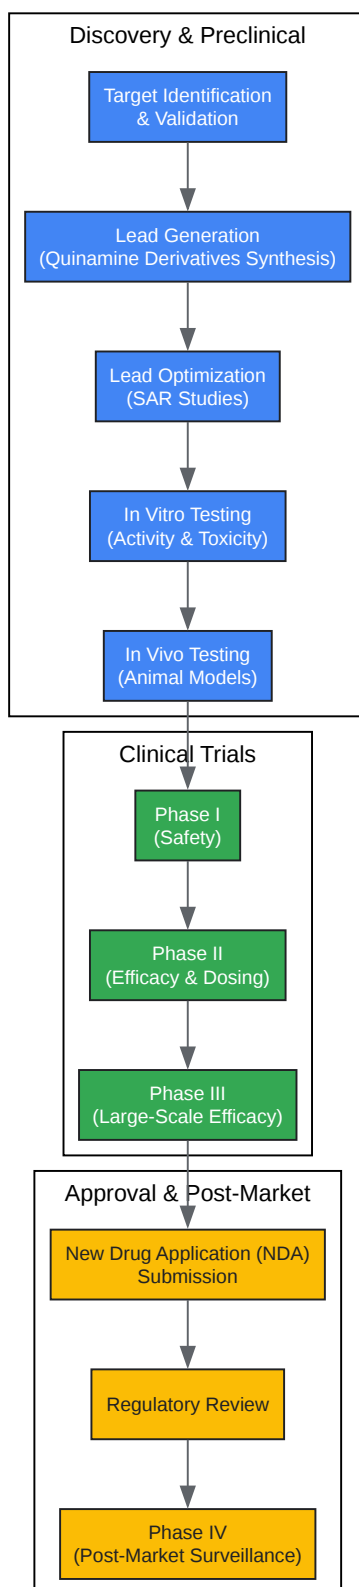 Discovery & Preclinical
Target Identification
& Validation
Lead Generation
(Quinamine Derivatives Synthesis)
Lead Optimization
(SAR Studies)
In Vitro Testing
(Activity & Toxicity)
In Vivo Testing
(Animal Models)
Clinical Trials
Phase I
(Safety)
Phase II
(Efficacy & Dosing)
Phase III
(Large-Scale Efficacy)
Approval & Post-Market
New Drug Application (NDA)
Submission
Regulatory Review
Phase IV
(Post-Market Surveillance)